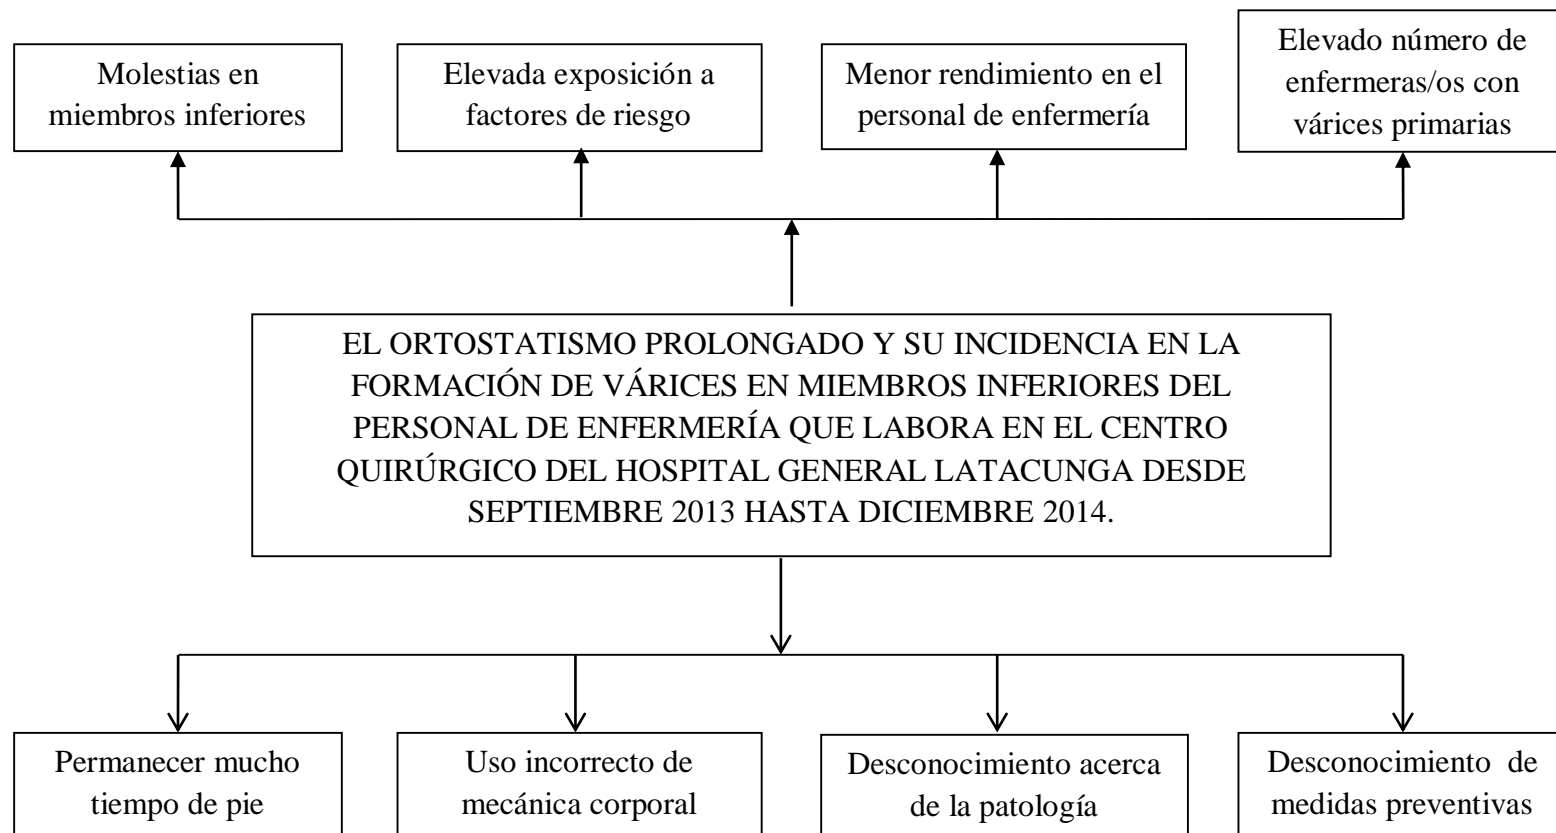 Molestias en
miembros inferiores
Elevada exposición a
factores de riesgo
Menor rendimiento en el
personal de enfermería
Elevado número de
enfermeras/os con
várices primarias
EL ORTOSTATISMO PROLONGADO Y SU INCIDENCIA EN LA
FORMACIÓN DE VÁRICES EN MIEMBROS INFERIORES DEL
PERSONAL DE ENFERMERÍA QUE LABORA EN EL CENTRO
QUIRÚRGICO DEL HOSPITAL GENERAL LATACUNGA DESDE
SEPTIEMBRE 2013 HASTA DICIEMBRE 2014.
Permanecer mucho
tiempo de pie
Uso incorrecto de
mecánica corporal
Desconocimiento acerca
de la patología
Desconocimiento de
medidas preventivas